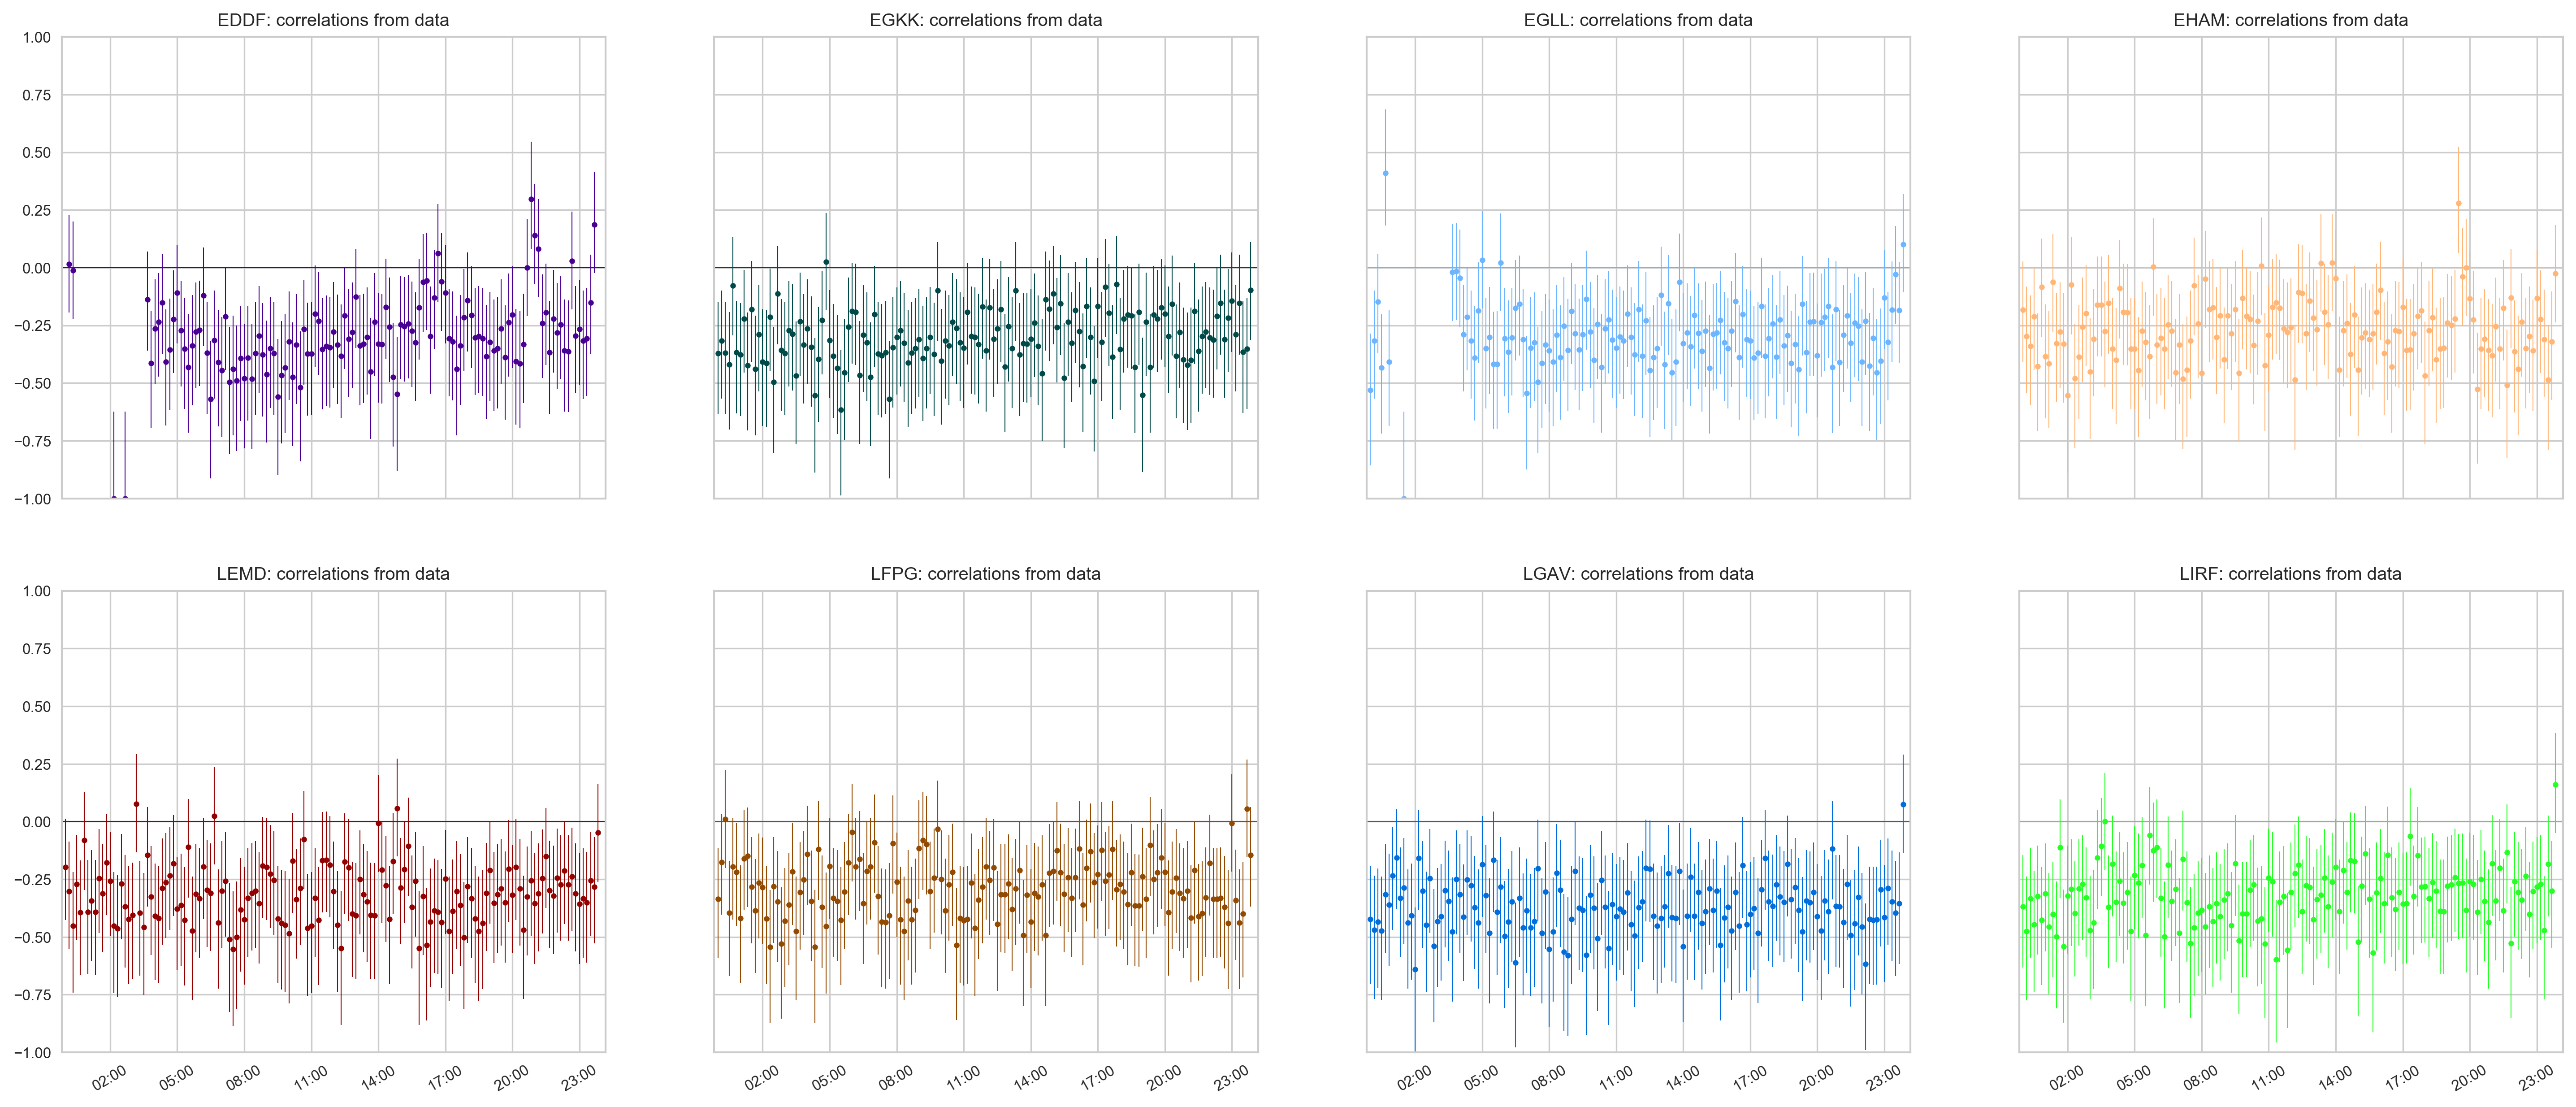 EDDF: correlations from data
EGKK: correlations from data
EGLL: correlations from data
EHAM: correlations from data
1.00
0.75
0.50
0.25
0.00
−0.25
−0.50
−0.75
−1.00
LEMD: correlations from data
LFPG: correlations from data
LGAV: correlations from data
LIRF: correlations from data
1.00
0.75
0.50
0.25
0.00
−0.25
−0.50
−0.75
−1.00
02:00 05:00 08:00 11:00 14:00 17:00 20:00 23:00
02:00 05:00 08:00 11:00 14:00 17:00 20:00 23:00
02:00 05:00 08:00 11:00 14:00 17:00 20:00 23:00
02:00 05:00 08:00 11:00 14:00 17:00 20:00 23:00